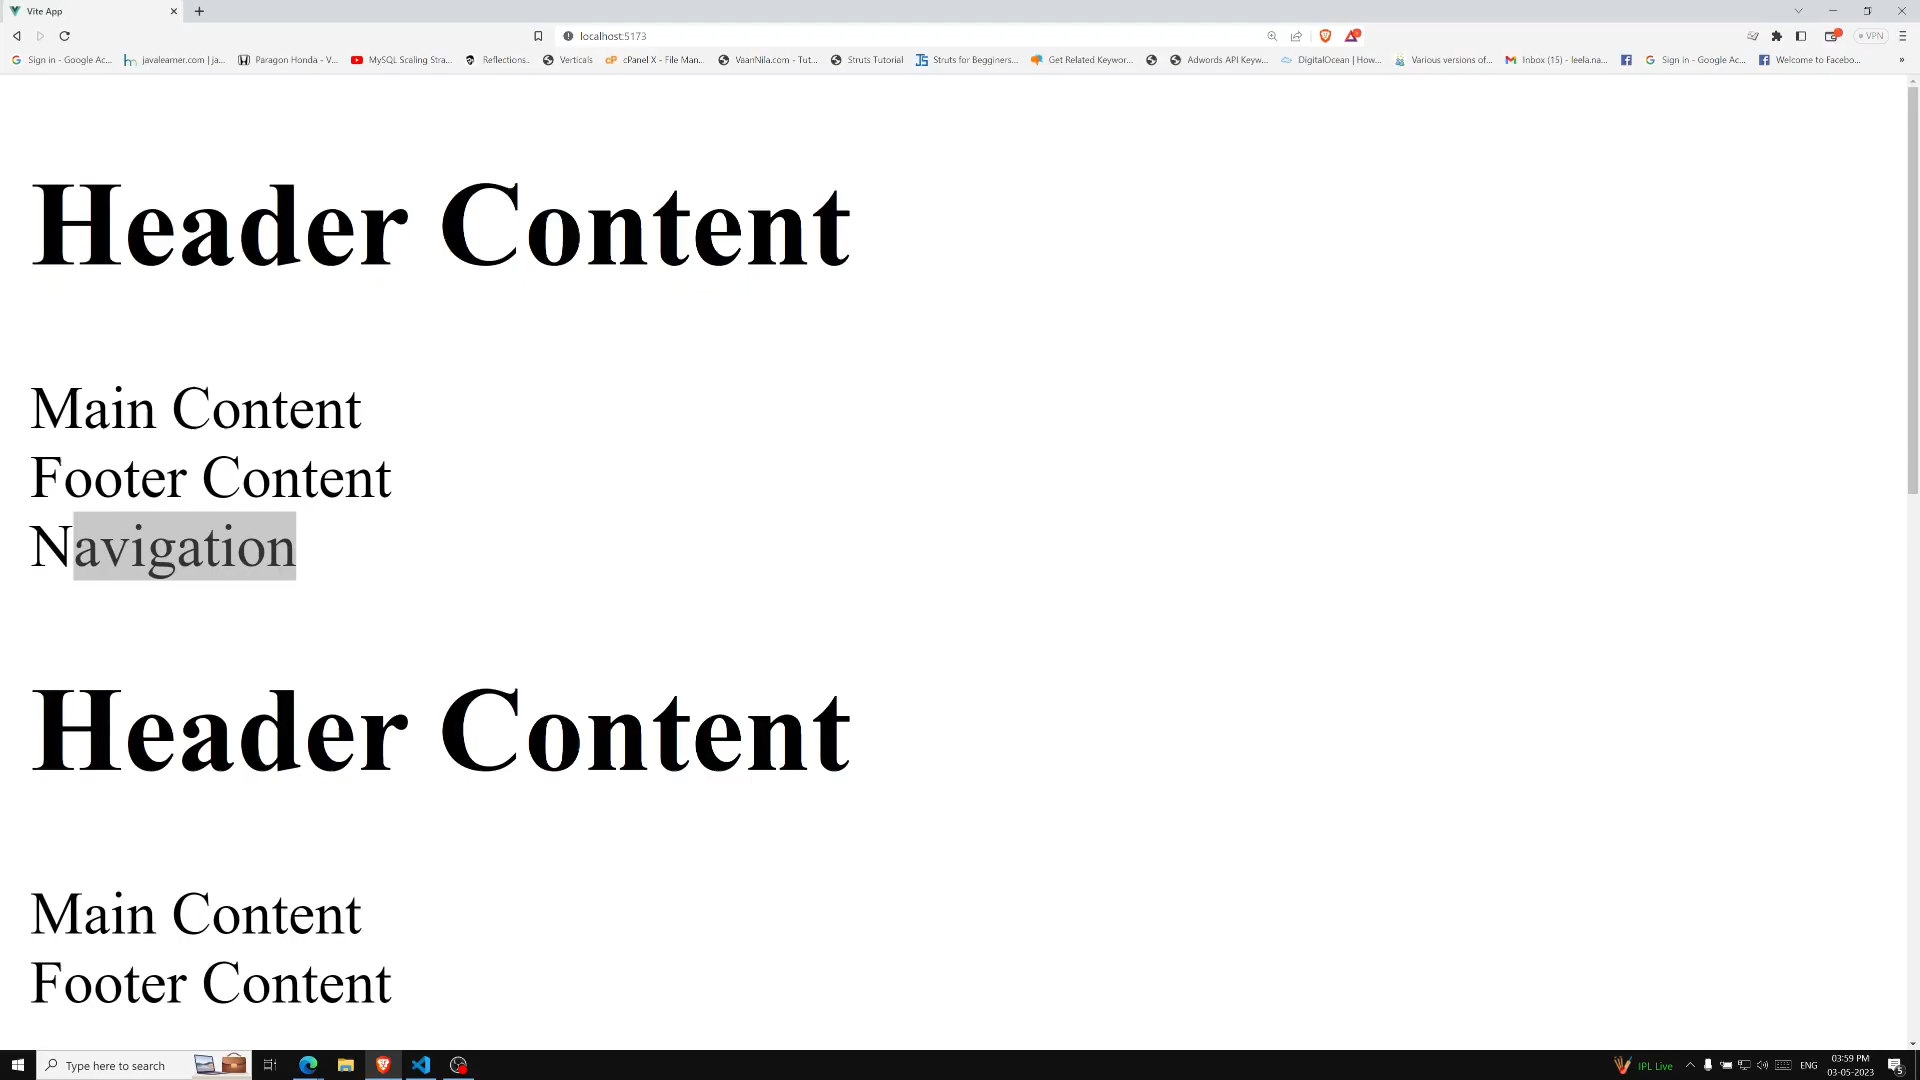 Vite App
localhost:5173
VPN
Sign in - Google Ac...
javalearner.com | ja...
Paragon Honda - V...
MySQL Scaling Stra...
Reflections..
Verticals
cPanel X - File Man...
VaanNila.com - Tut...
Struts Tutorial
Struts for Begginers...
Get Related Keywor...
Adwords API Keyw...
DigitalOcean | How...
Various versions of...
Inbox (15) - leela.na...
Sign in - Google Ac...
Welcome to Facebo...
»
Header Content
Main Content
Footer Content
Navigation
Header Content
Main Content
Footer Content
Type here to search
IPL Live
ENG
03:59 PM
03-05-2023
5